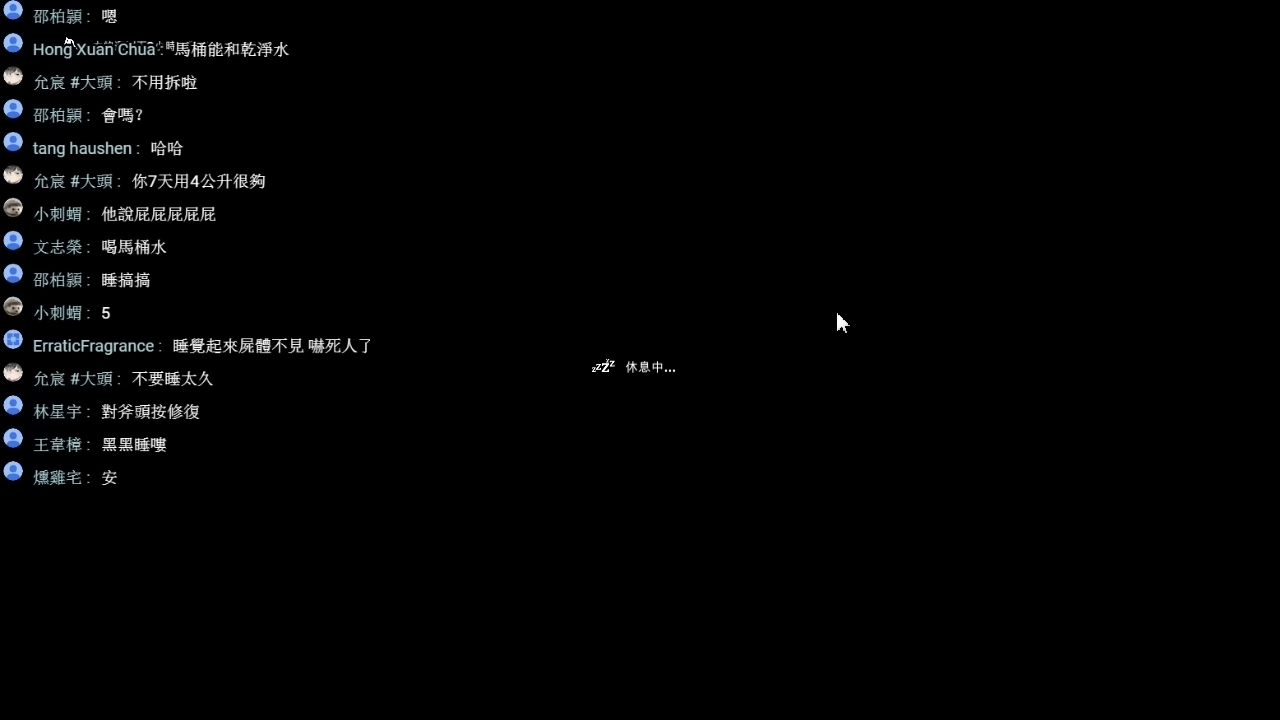 邵柏穎： 嗯
Hong Xuan Chua： 馬桶能和乾淨水
允宸 #大頭： 不用拆啦
邵柏穎： 會嗎?
tang haushen： 哈哈
允宸 #大頭： 你7天用4公升很夠
小刺蝟： 他說屁屁屁屁屁
文志榮： 喝馬桶水
邵柏穎： 睡搞搞
小刺蝟： 5
ErraticFragrance： 睡覺起來屍體不見 嚇死人了
zzZzz 休息中...
允宸 #大頭： 不要睡太久
林星宇： 對斧頭按修復
王韋樟： 黑黑睡嘍
燻雞宅： 安